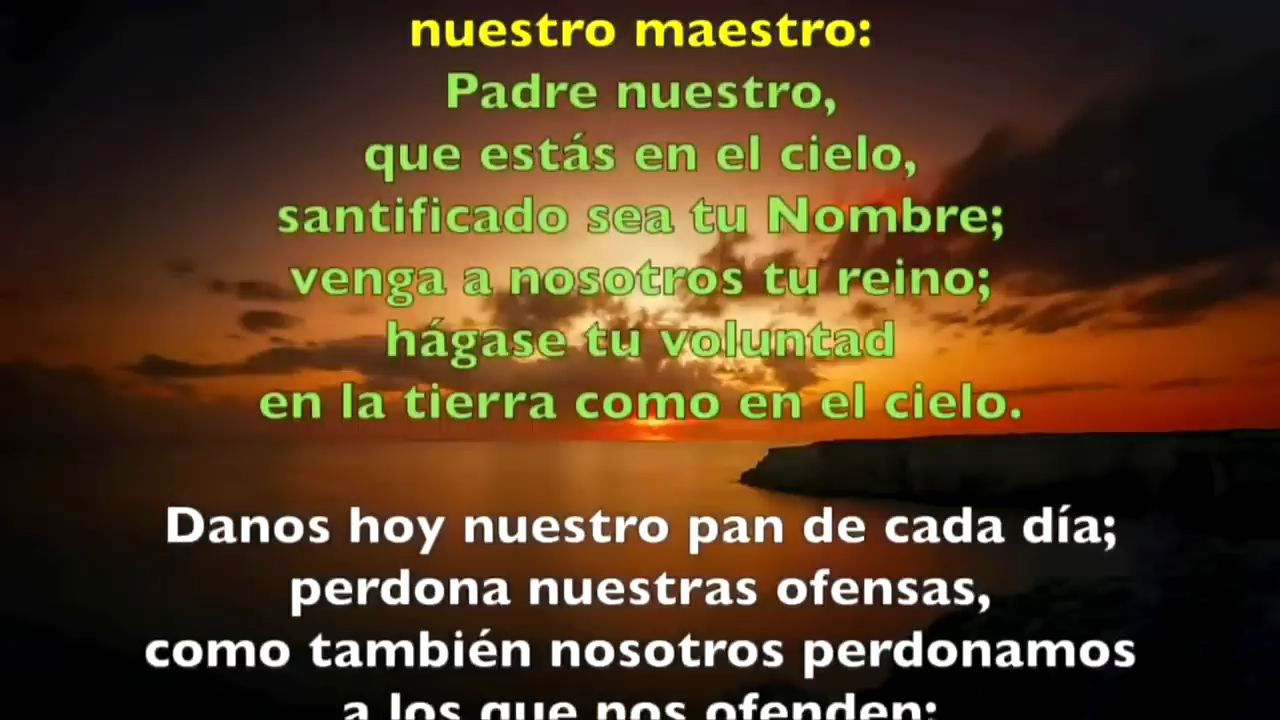 nuestro maestro:
Padre nuestro,
que estás en el cielo,
santificado sea tu Nombre;
venga a nosotros tu reino;
hágase tu voluntad
en la tierra como en el cielo.
Danos hoy nuestro pan de cada día;
perdona nuestras ofensas,
como también nosotros perdonamos
a los que nos ofenden;